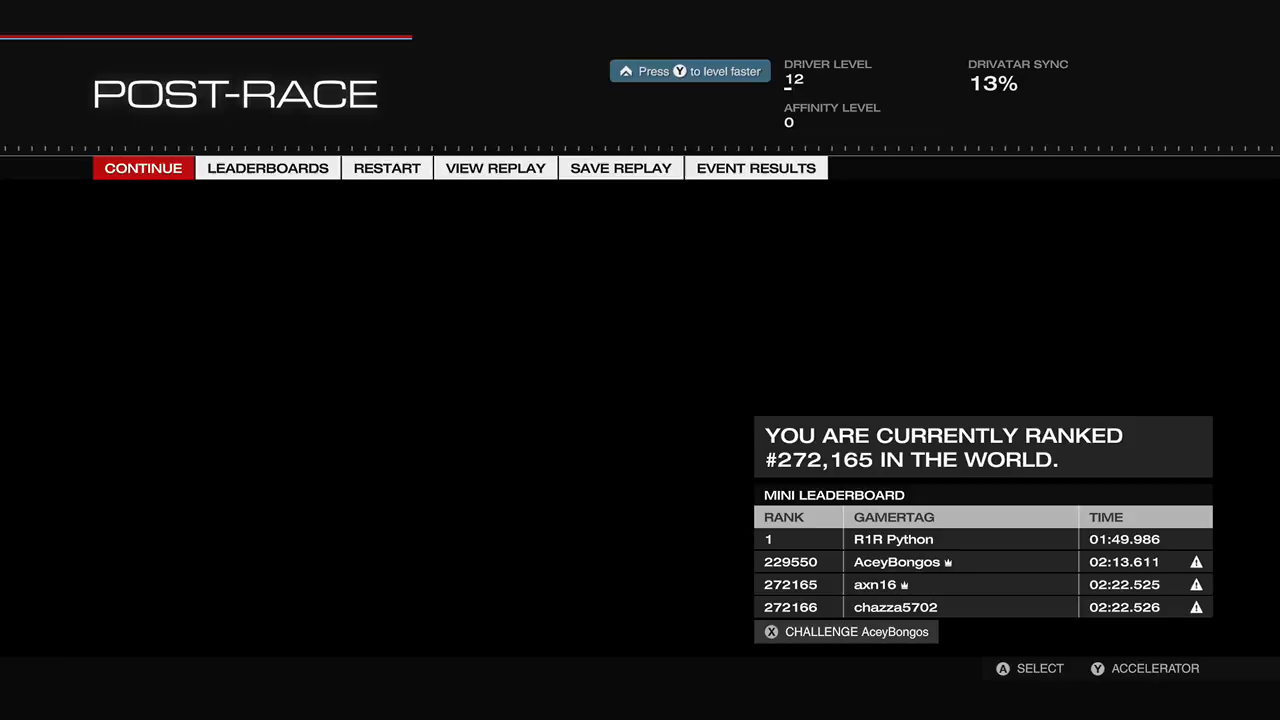 POST-RACE
Press Y to level faster
DRIVER LEVEL
12
AFFINITY LEVEL
0
DRIVATAR SYNC
13%
CONTINUE LEADERBOARDS RESTART VIEW REPLAY SAVE REPLAY EVENT RESULTS
YOU ARE CURRENTLY RANKED
#272,165 IN THE WORLD.
MINI LEADERBOARD
RANK GAMERTAG TIME
1 R1R Python 01:49.986
229550 AceyBongos 02:13.611
272165 axn16 02:22.525
272166 chazza5702 02:22.526
X CHALLENGE AceyBongos
A SELECT Y ACCELERATOR